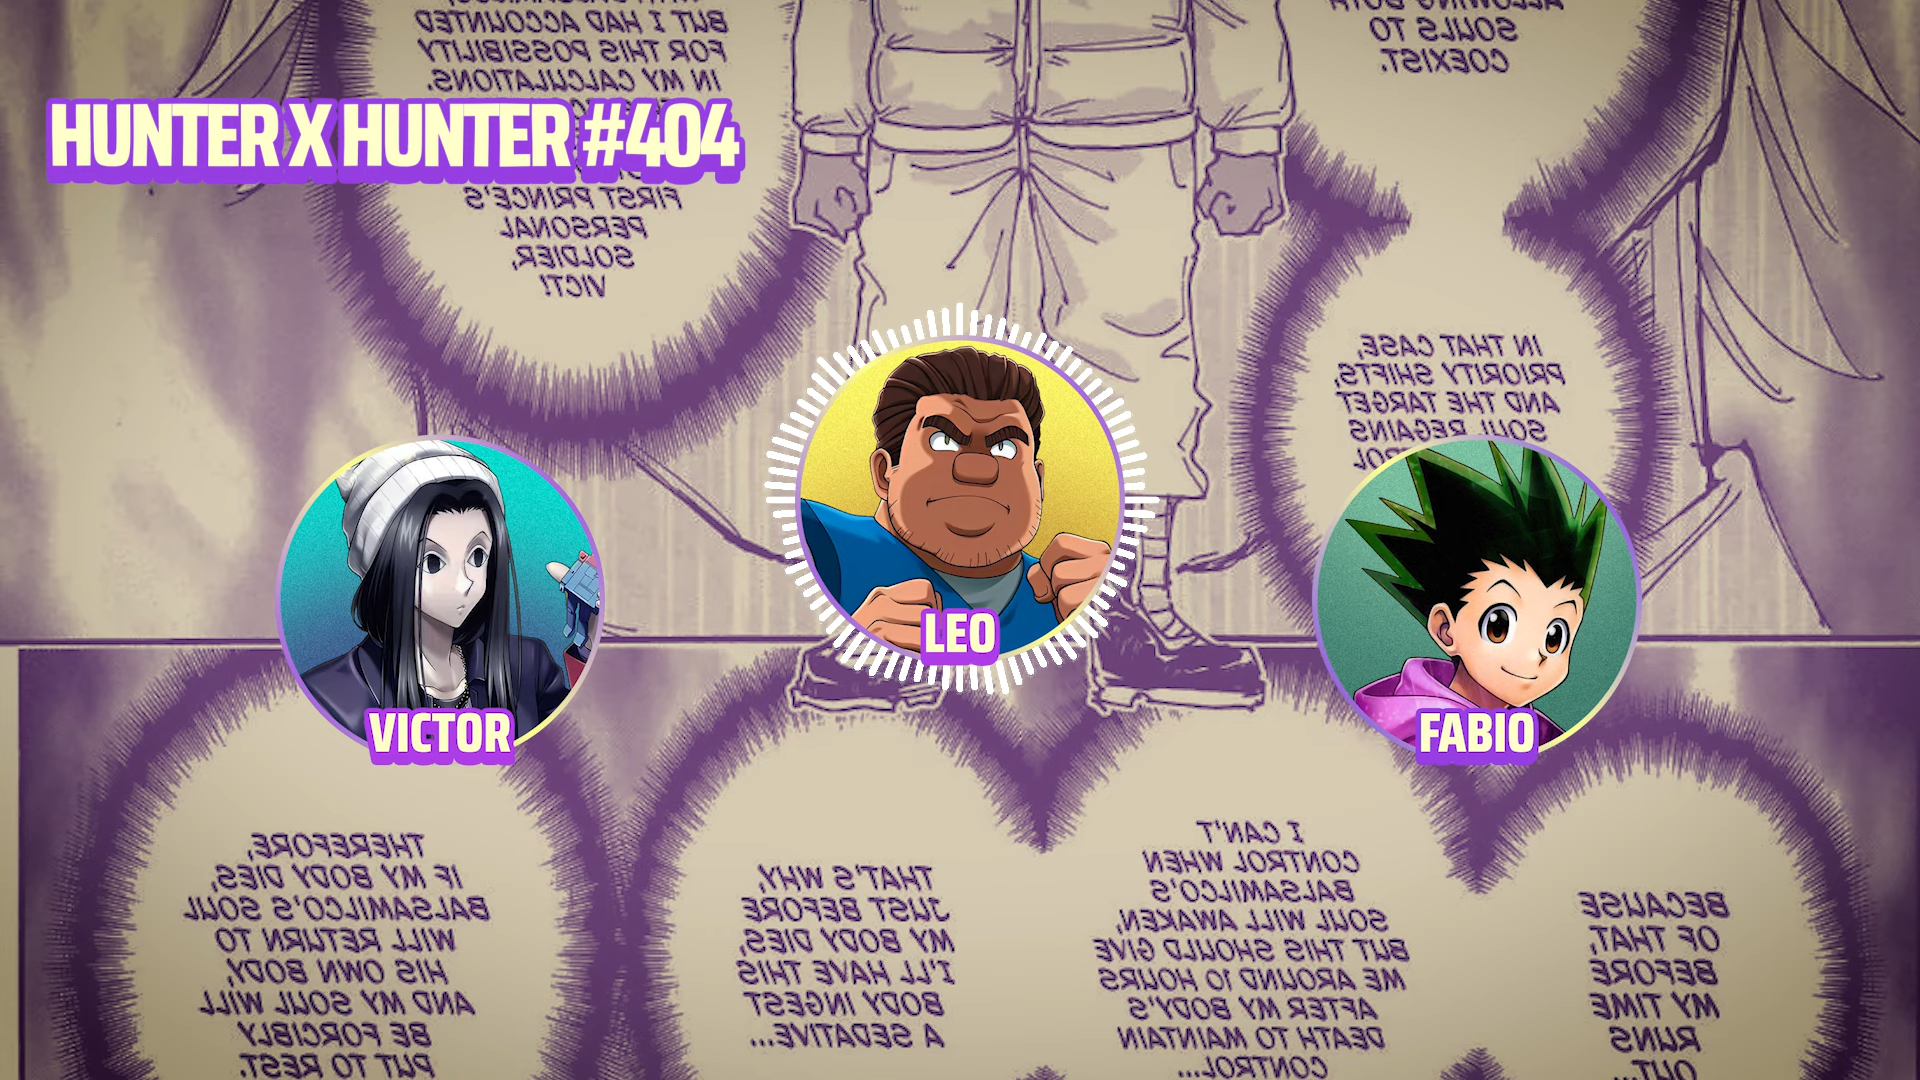 BUT I HAD ACCOUNTED
FOR THIS POSSIBILITY
IN MY CALCULATIONS.
HUNTER X HUNTER #404
FIRST PRINCE'S
PERSONAL
SOLDIER,
VICT!
ALLOWING BOTH
SOULS TO
COEXIST.
IN THAT CASE,
PRIORITY SHIFTS,
AND THE TARGET
SOUL REGAINS
VICTOR
LEO
FABIO
THEREFORE,
IF MY BODY DIES,
BALSAMILCO'S SOUL
WILL RETURN TO
HIS OWN BODY,
AND MY SOUL WILL
BE FORCIBLY
PUT TO REST.
THAT'S WHY,
JUST BEFORE
MY BODY DIES,
I'LL HAVE THIS
BODY INGEST
A SEDATIVE...
I CAN'T
CONTROL WHEN
BALSAMILCO'S
SOUL WILL AWAKEN,
BUT THIS SHOULD GIVE
ME AROUND 10 HOURS
AFTER MY BODY'S
DEATH TO MAINTAIN
CONTROL...
BECAUSE
OF THAT,
BEFORE
MY TIME
RUNS
OUT...